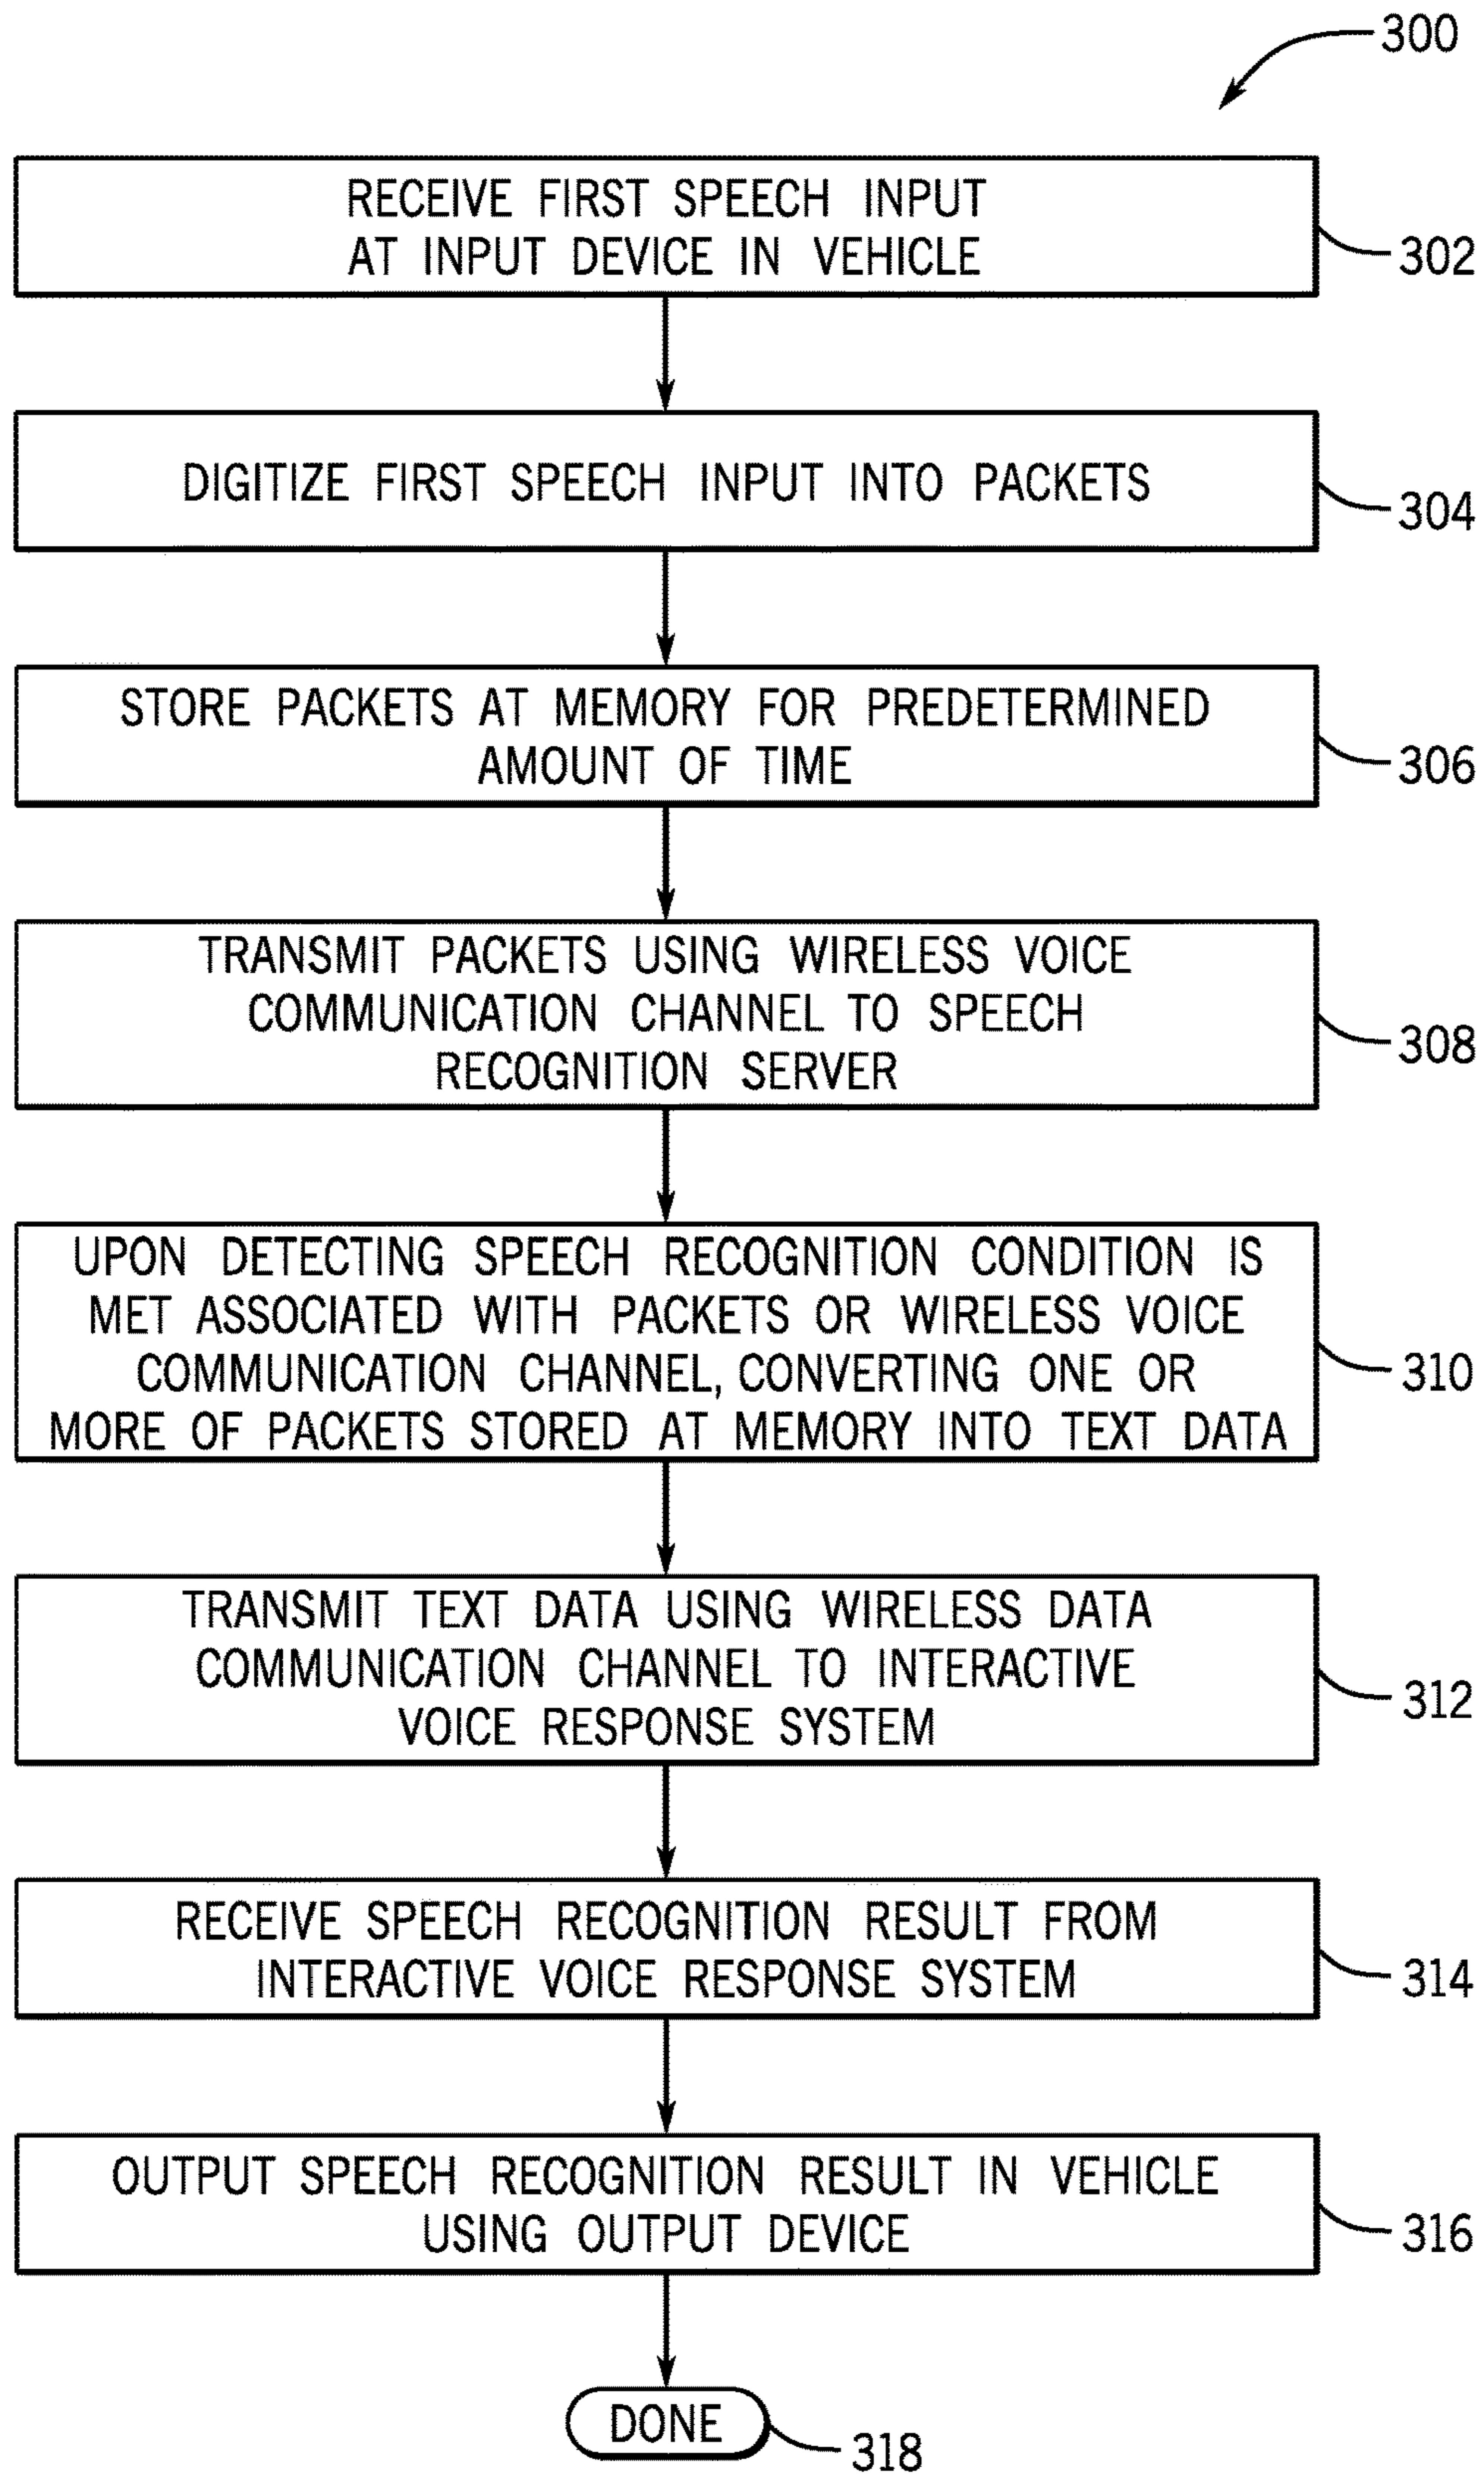 300
RECEIVE FIRST SPEECH INPUT
AT INPUT DEVICE IN VEHICLE
302
DIGITIZE FIRST SPEECH INPUT INTO PACKETS
304
STORE PACKETS AT MEMORY FOR PREDETERMINED
AMOUNT OF TIME
306
TRANSMIT PACKETS USING WIRELESS VOICE
COMMUNICATION CHANNEL TO SPEECH
RECOGNITION SERVER
308
UPON DETECTING SPEECH RECOGNITION CONDITION IS
MET ASSOCIATED WITH PACKETS OR WIRELESS VOICE
COMMUNICATION CHANNEL, CONVERTING ONE OR
MORE OF PACKETS STORED AT MEMORY INTO TEXT DATA
310
TRANSMIT TEXT DATA USING WIRELESS DATA
COMMUNICATION CHANNEL TO INTERACTIVE
VOICE RESPONSE SYSTEM
312
RECEIVE SPEECH RECOGNITION RESULT FROM
INTERACTIVE VOICE RESPONSE SYSTEM
314
OUTPUT SPEECH RECOGNITION RESULT IN VEHICLE
USING OUTPUT DEVICE
316
DONE
318